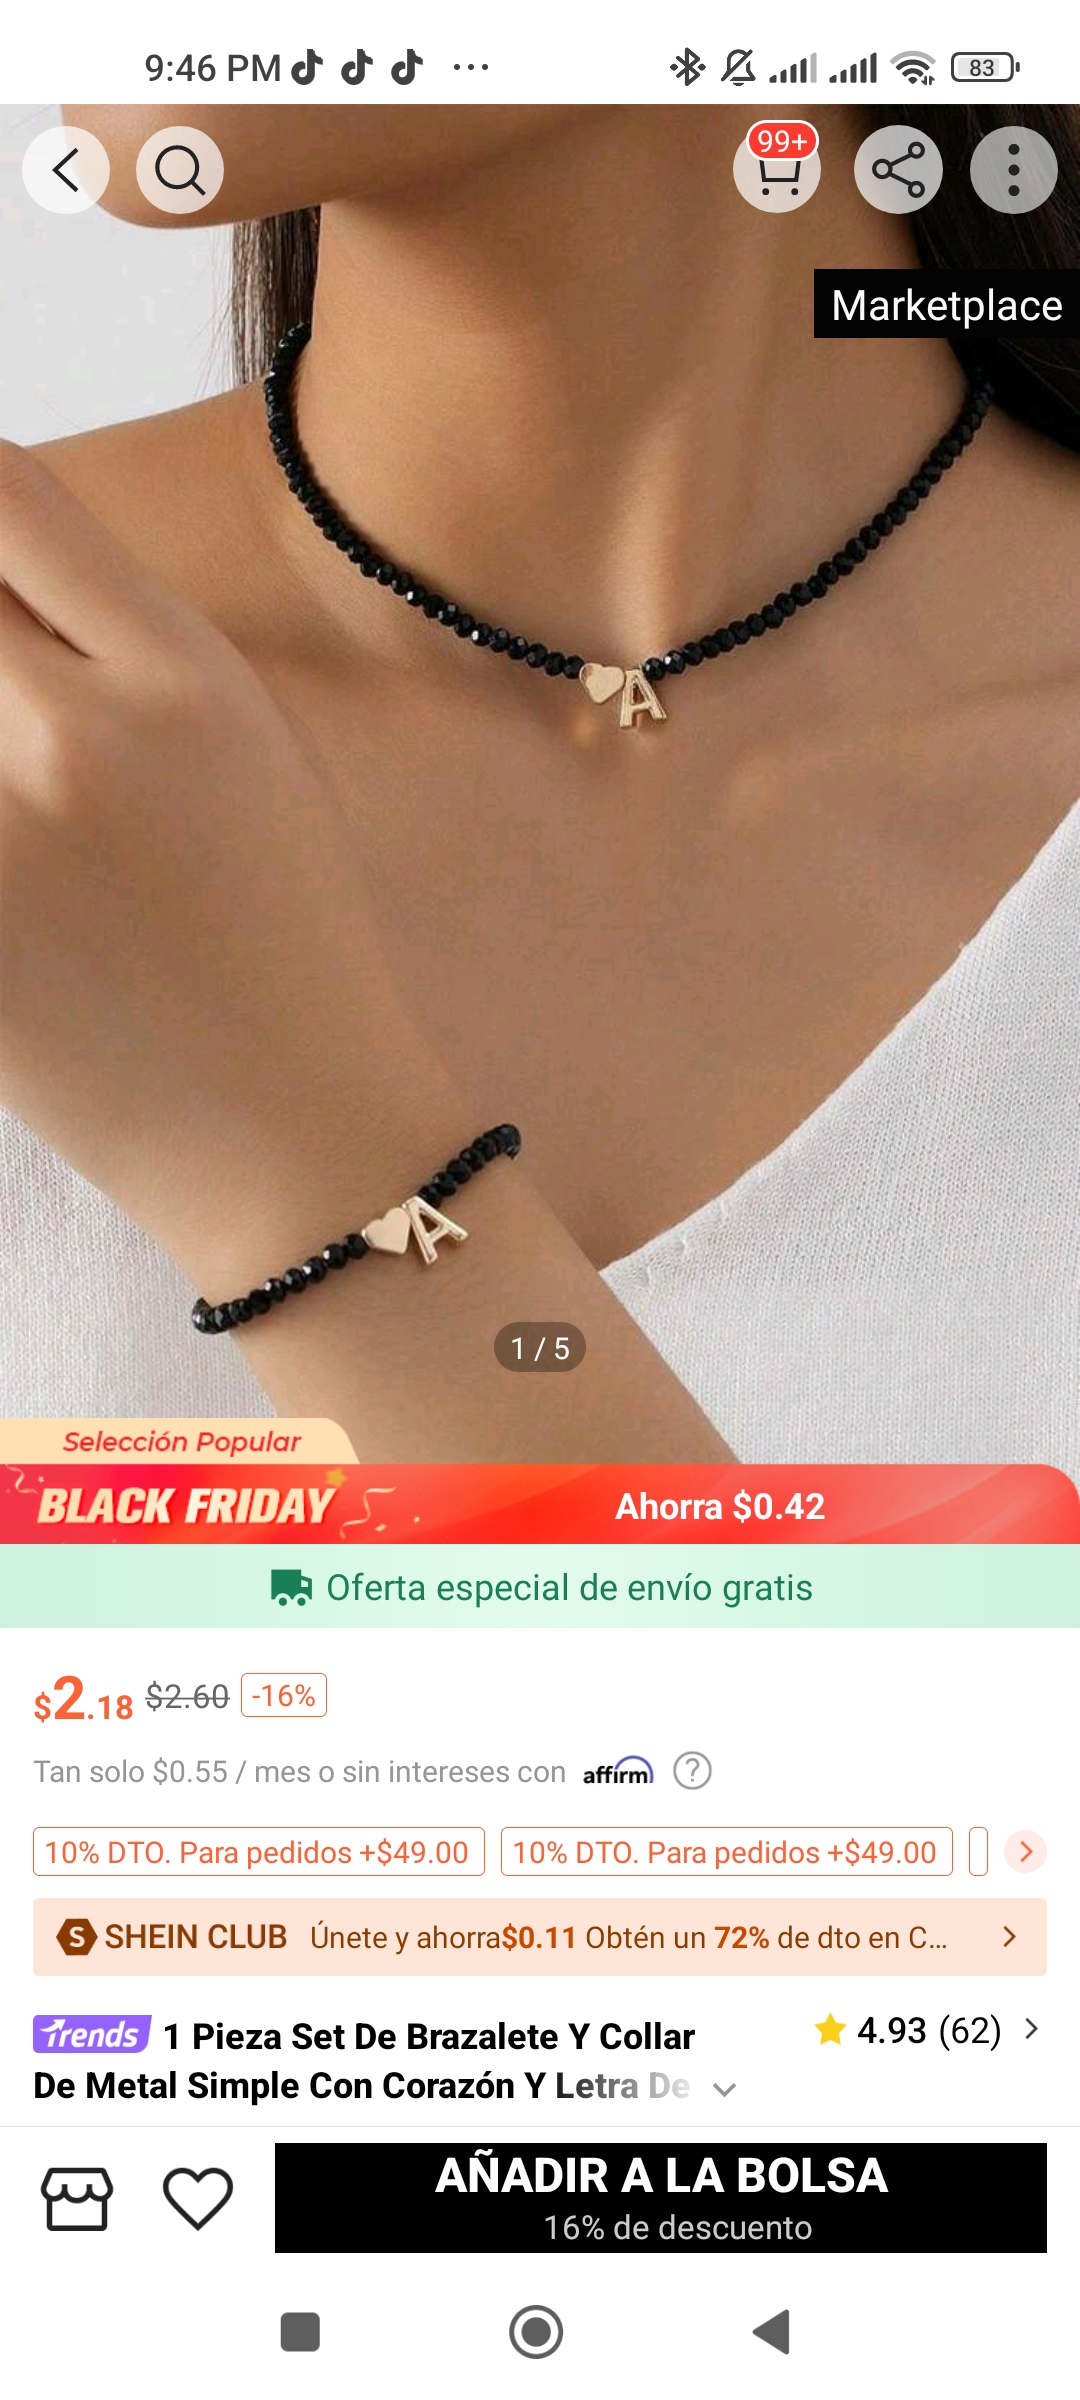 9:46 PM
83
99+
Marketplace
A
A
1 / 5
Selección Popular
BLACK FRIDAY
Ahorra $0.42
Oferta especial de envío gratis
$2.18 $2.60 -16%
Tan solo $0.55 / mes o sin intereses con affirm ?
10% DTO. Para pedidos +$49.00 10% DTO. Para pedidos +$49.00
S SHEIN CLUB Únete y ahorra$0.11 Obtén un 72% de dto en C...
Trends 1 Pieza Set De Brazalete Y Collar
4.93 (62)
De Metal Simple Con Corazón Y Letra De
AÑADIR A LA BOLSA
16% de descuento